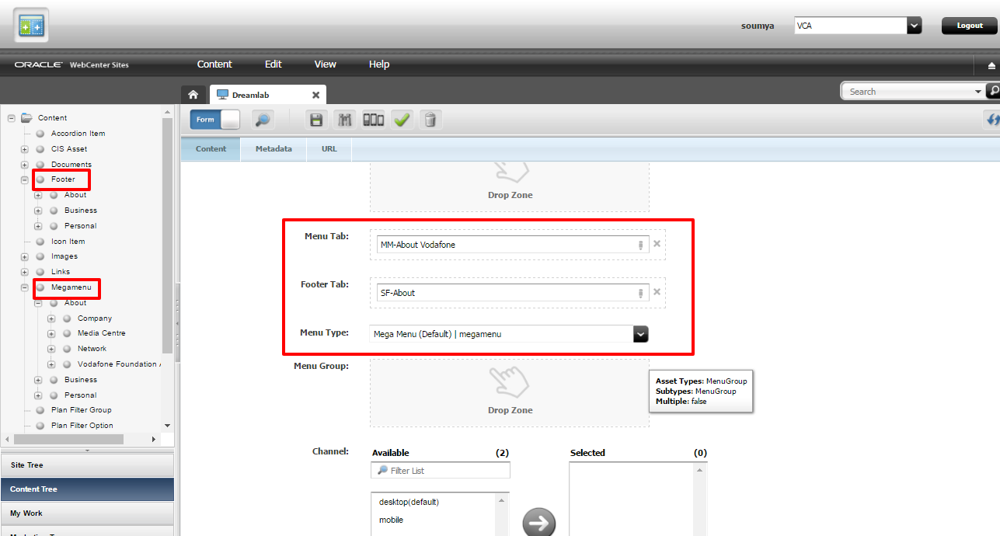 soumya
VCA
Logout
ORACLE WebCenter Sites
Content Edit View Help
Dreamlab
Search
Form
Content Metadata URL
Content
Accordion Item
CIS Asset
Documents
Footer
About
Business
Personal
Icon Item
Images
Links
Megamenu
About
Company
Media Centre
Network
Vodafone Foundation
Business
Personal
Plan Filter Group
Plan Filter Option
Site Tree
Content Tree
My Work
Drop Zone
Menu Tab: MM-About Vodafone
Footer Tab: SF-About
Menu Type: Mega Menu (Default) | megamenu
Menu Group: Drop Zone
Asset Types: MenuGroup
Subtypes: MenuGroup
Multiple: false
Channel: Available (2) Selected (0)
Filter List
desktop(default)
mobile